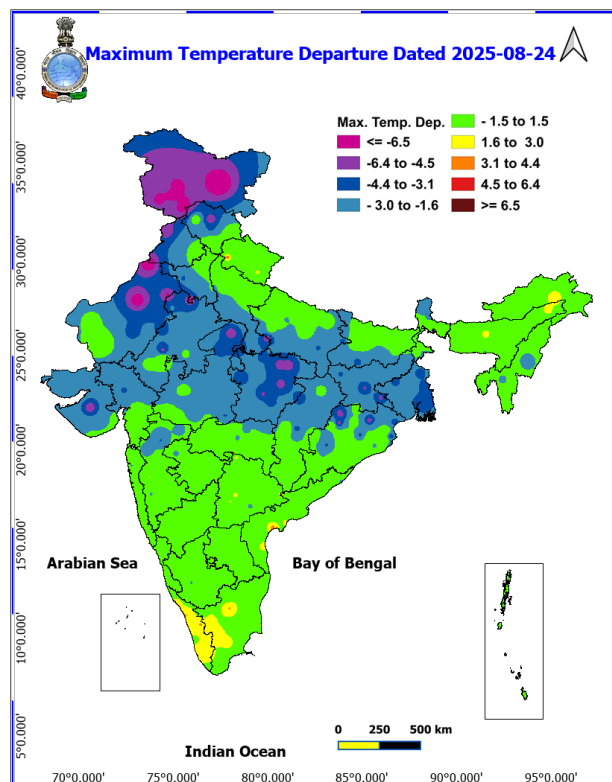 Maximum Temperature Departure Dated 2025-08-24
Max. Temp. Dep.
<= -6.5
-6.4 to -4.5
-4.4 to -3.1
- 3.0 to -1.6
- 1.5 to 1.5
1.6 to 3.0
3.1 to 4.4
4.5 to 6.4
>= 6.5
40°0.000'
35°0.000'
30°0.000'
25°0.000'
20°0.000'
15°0.000'
10°0.000'
5°0.000'
Arabian Sea
Bay of Bengal
Indian Ocean
0 250 500 km
70°0.000' 75°0.000' 80°0.000' 85°0.000' 90°0.000' 95°0.000'